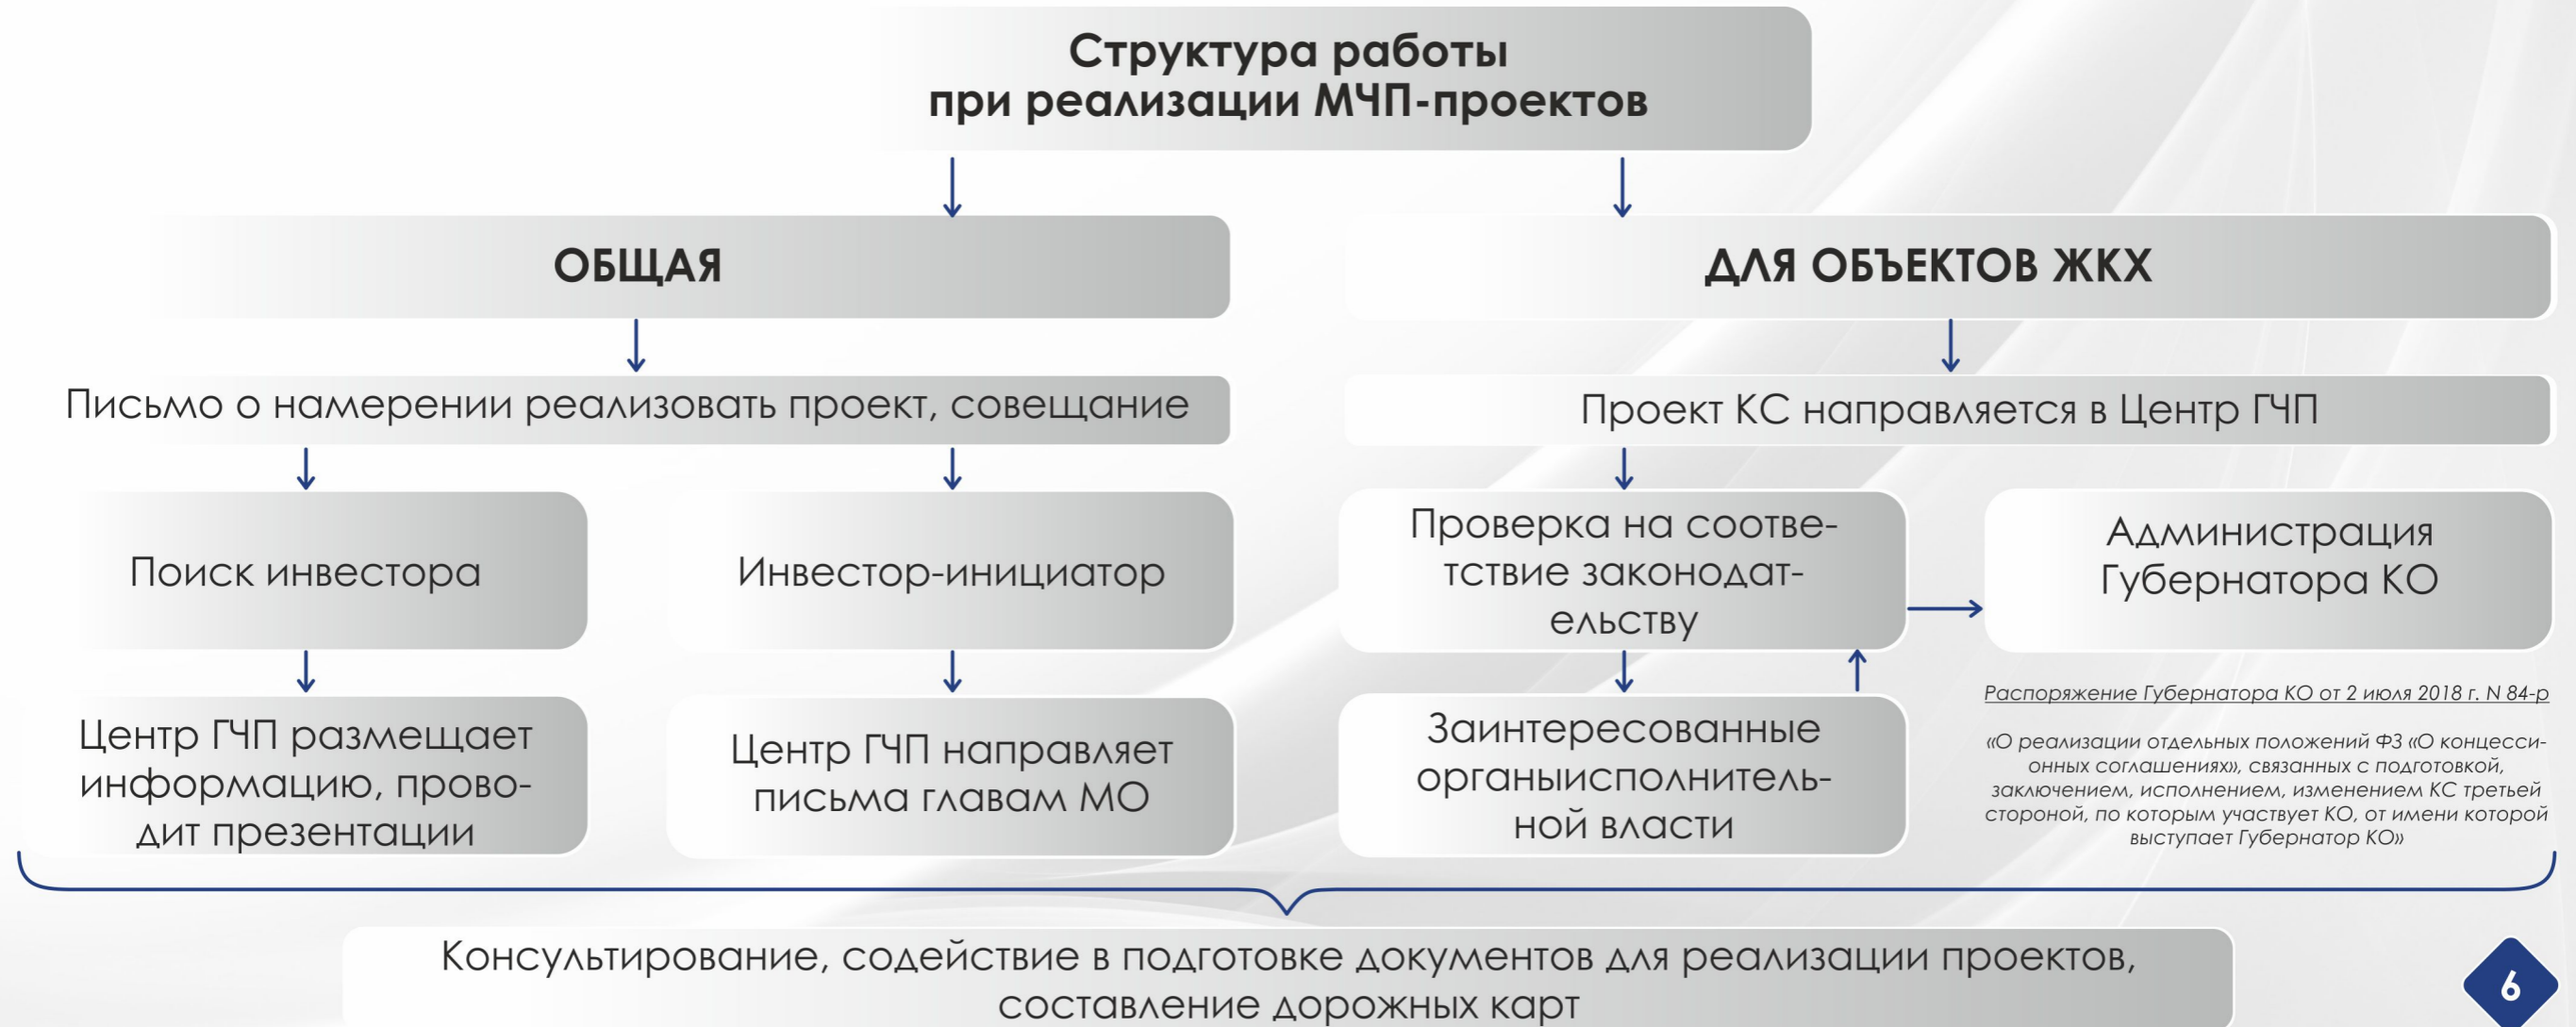 Структура работы
при реализации МЧП-проектов
ОБЩАЯ
ДЛЯ ОБЪЕКТОВ ЖКХ
Письмо о намерении реализовать проект, совещание
Проект КС направляется в Центр ГЧП
Поиск инвестора
Инвестор-инициатор
Проверка на соотве-
тствие законодат-
ельству
Администрация
Губернатора КО
Центр ГЧП размещает
информацию, прово-
дит презентации
Центр ГЧП направляет
письма главам МО
Заинтересованные
органыисполнитель-
ной власти
Распоряжение Губернатора КО от 2 июля 2018 г. N 84-р
«О реализации отдельных положений ФЗ «О концесси-
онных соглашениях», связанных с подготовкой,
заключением, исполнением, изменением КС третьей
стороной, по которым участвует КО, от имени которой
выступает Губернатор КО»
Консультирование, содействие в подготовке документов для реализации проектов,
составление дорожных карт
6